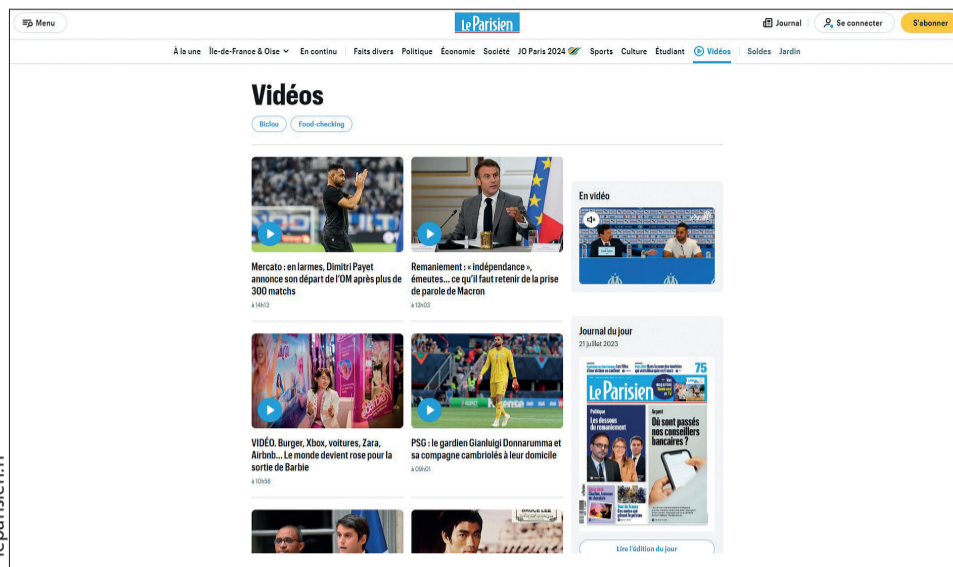 Menu
Le Parisien
Journal
Se connecter
S'abonner
À la une
Île-de-France & Oise
En continu
Faits divers
Politique
Économie
Société
JO Paris 2024
Sports
Culture
Étudiant
Vidéos
Soldes
Jardin
Vidéos
Biclou
Food-checking
Mercato : en larmes, Dimitri Payet
annonce son départ de l'OM après plus de
300 matchs
à 14h13
Remaniement : « indépendance »,
émeutes... ce qu'il faut retenir de la prise
de parole de Macron
à 12h03
VIDÉO. Burger, Xbox, voitures, Zara,
Airbnb... Le monde devient rose pour la
sortie de Barbie
à 10h56
PSG : le gardien Gianluigi Donnarumma et
sa compagne cambriolés à leur domicile
à 09h01
BRUCE LEE
En vidéo
Journal du jour
21 juillet 2023
75
Le Parisien
Politique
Les dessous
du remaniement
Argent
Où sont passés
nos conseillers
bancaires ?
Lire l'édition du jour
leparisien.fr